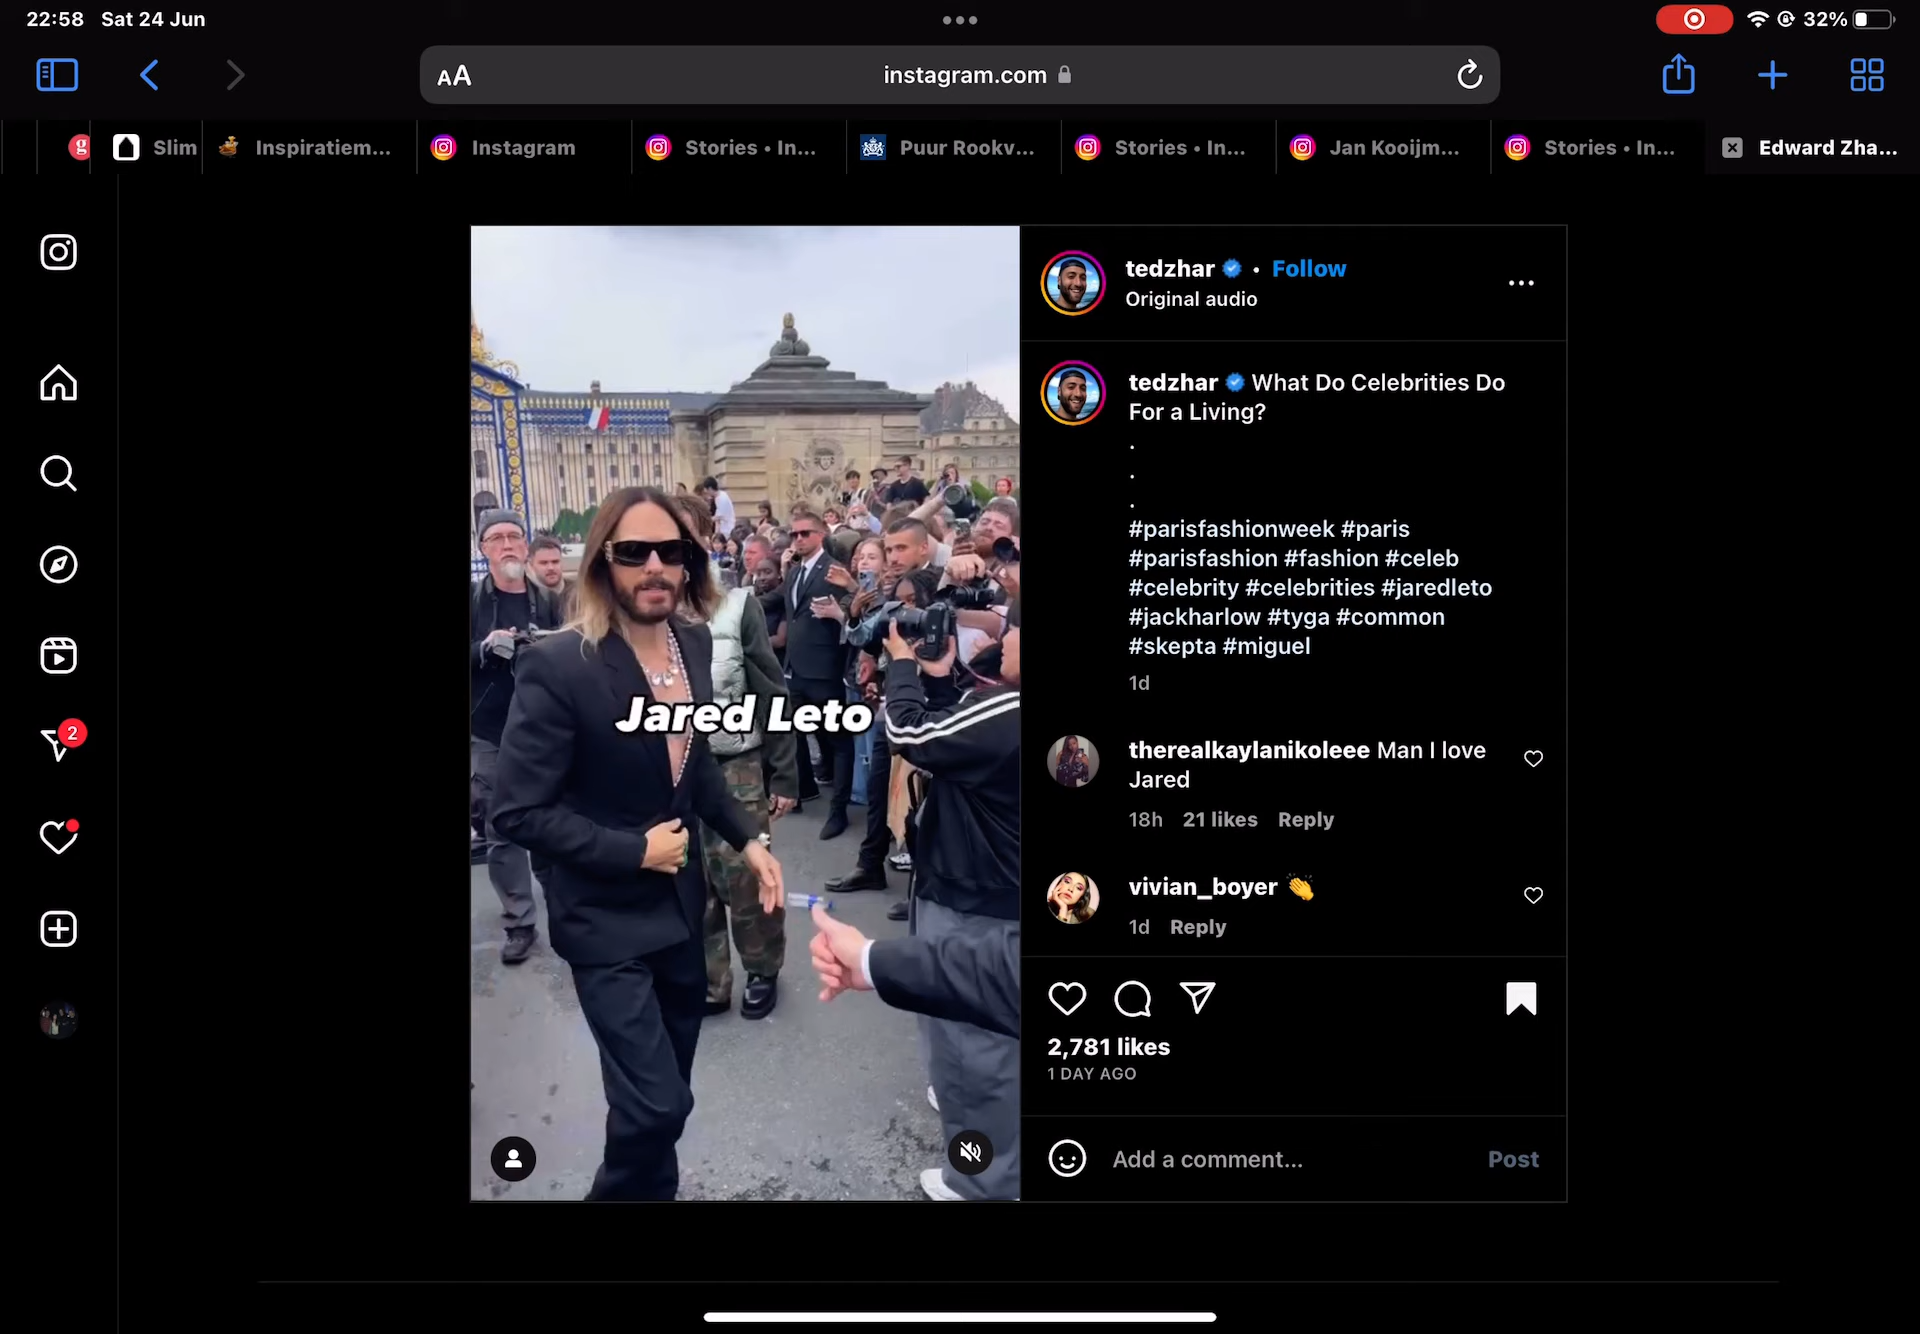 22:58 Sat 24 Jun
32%
AA
instagram.com
g
Slim
Inspiratiem...
Instagram
Stories • In...
Puur Rookv...
Stories • In...
Jan Kooijm...
Stories • In...
Edward Zha...
2
Jared Leto
tedzhar • Follow
Original audio
tedzhar What Do Celebrities Do
For a Living?
.
.
.
#parisfashionweek #paris
#parisfashion #fashion #celeb
#celebrity #celebrities #jaredleto
#jackharlow #tyga #common
#skepta #miguel
1d
therealkaylanikoleee Man I love
Jared
18h 21 likes Reply
vivian_boyer 👏
1d Reply
2,781 likes
1 DAY AGO
Add a comment...
Post